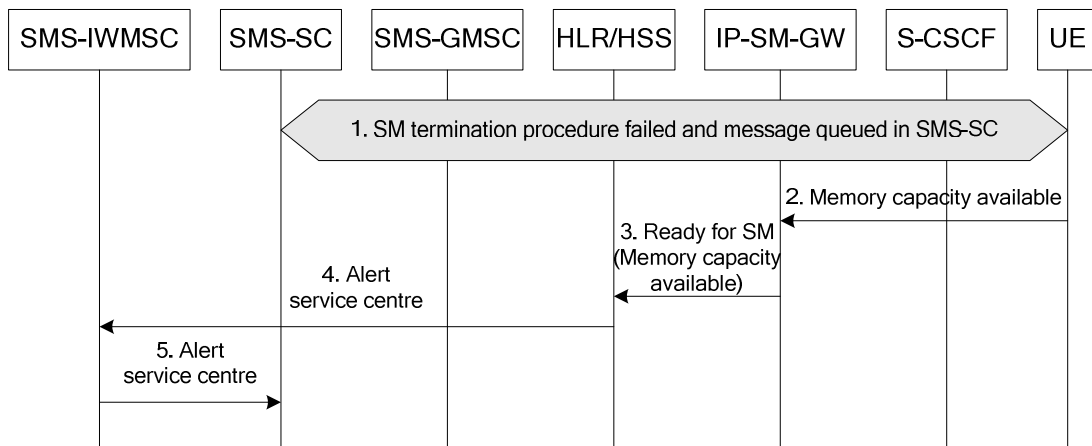 SMS-IWMSC
SMS-SC
SMS-GMSC
HLR/HSS
IP-SM-GW
S-CSCF
UE
1. SM termination procedure failed and message queued in SMS-SC
2. Memory capacity available
3. Ready for SM
(Memory capacity
available)
4. Alert
service centre
5. Alert
service centre